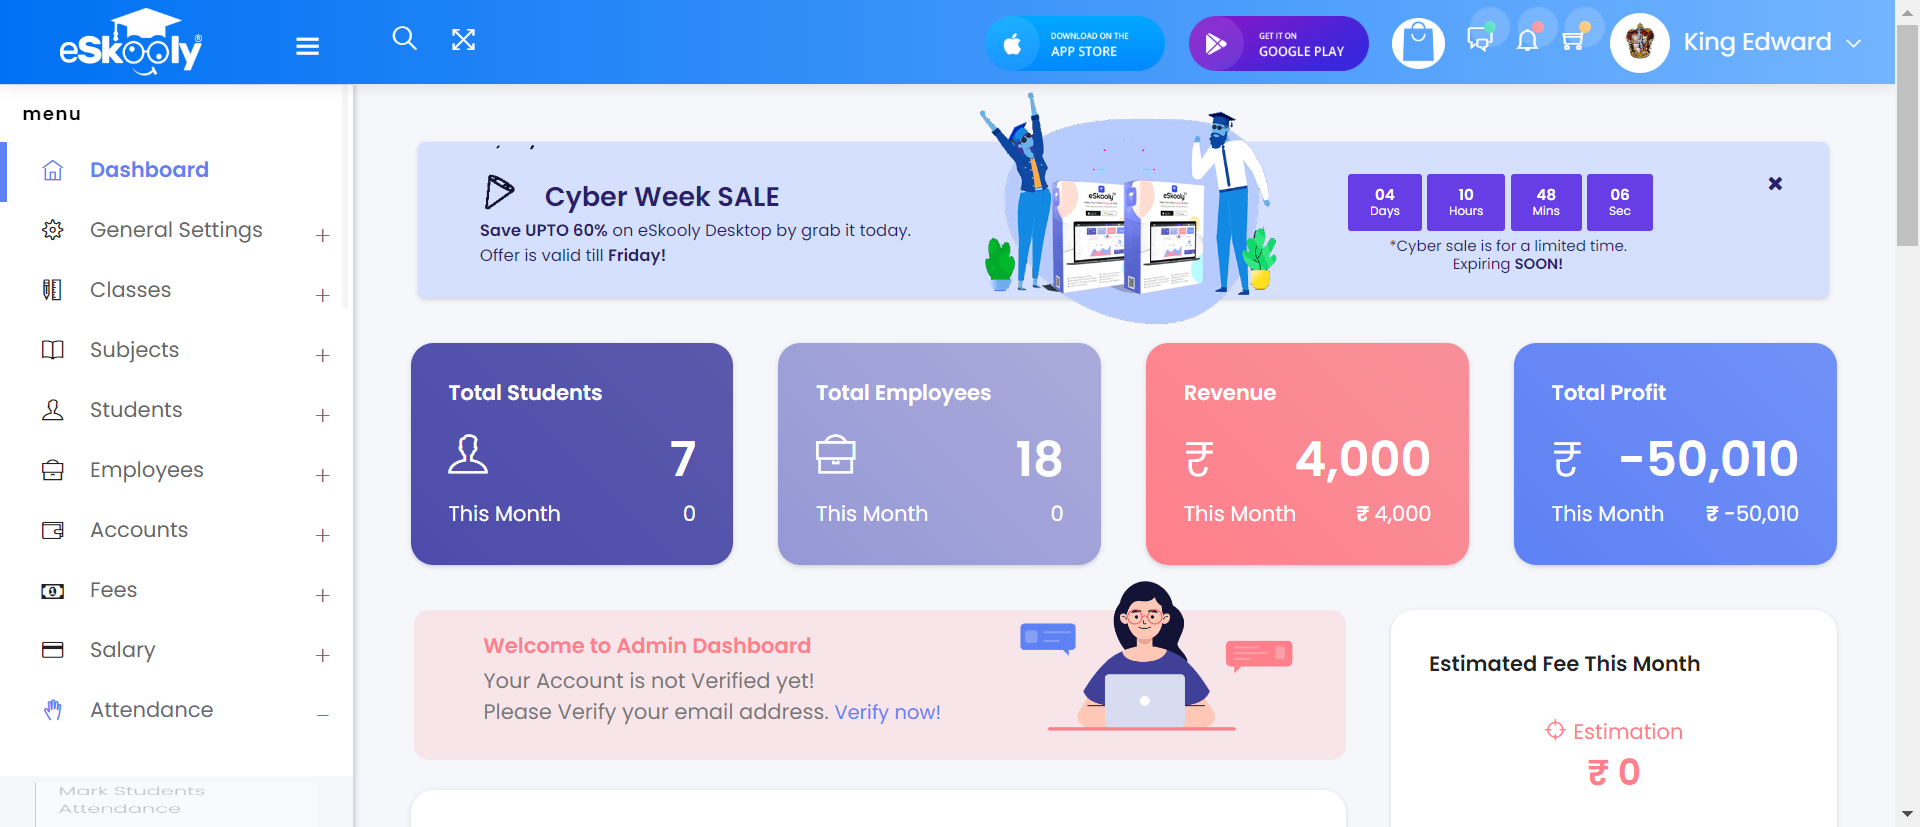 eSkooly®
DOWNLOAD ON THE
APP STORE
GET IT ON
GOOGLE PLAY
King Edward
menu
Dashboard
General Settings
Classes
Subjects
Students
Employees
Accounts
Fees
Salary
Attendance
Mark Students
Attendance
Cyber Week SALE
Save UPTO 60% on eSkooly Desktop by grab it today.
Offer is valid till Friday!
eSkooly
eSkooly
04 Days
10 Hours
48 Mins
06 Sec
*Cyber sale is for a limited time.
Expiring SOON!
Total Students
7
This Month 0
Total Employees
18
This Month 0
Revenue
₹ 4,000
This Month ₹ 4,000
Total Profit
₹ -50,010
This Month ₹ -50,010
Welcome to Admin Dashboard
Your Account is not Verified yet!
Please Verify your email address. Verify now!
Estimated Fee This Month
Estimation
₹ 0